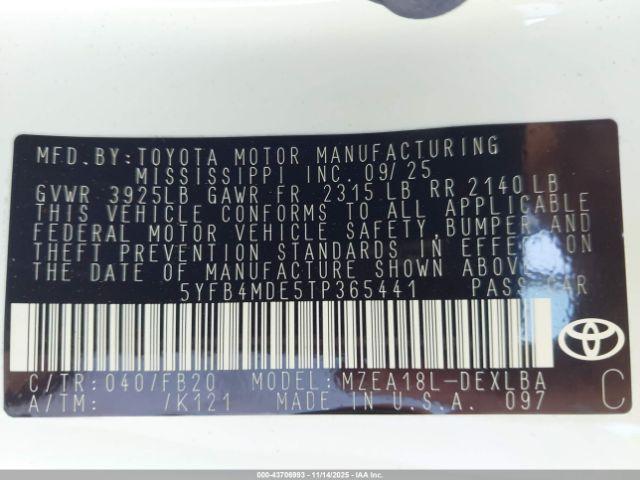 MFD. BY: TOYOTA MOTOR MANUFACTURING
MISSISSIPPI INC. 09/25
GVWR 3925LB GAWR FR 2315 LB RR 2140 LB
THIS VEHICLE CONFORMS TO ALL APPLICABLE
FEDERAL MOTOR VEHICLE SAFETY, BUMPER AND
THEFT PREVENTION STANDARDS IN EFFECT ON
THE DATE OF MANUFACTURE SHOWN ABOVE.
5YFB4MDE5TP365441 PASS CAR
C/TR: 040/FB20 MODEL: MZEA18L-DEXLBA
A/TM: /K121 MADE IN U.S.A. 097
C
000-43706993 - 11/14/2025 - IAA Inc.